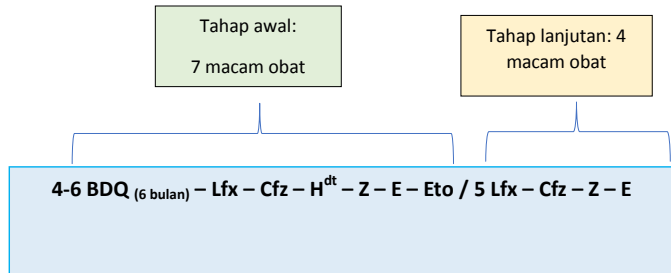 Tahap awal:
7 macam obat
Tahap lanjutan: 4
macam obat
4-6 BDQ (6 bulan) – Lfx – Cfz – Hdt – Z – E – Eto / 5 Lfx – Cfz – Z – E